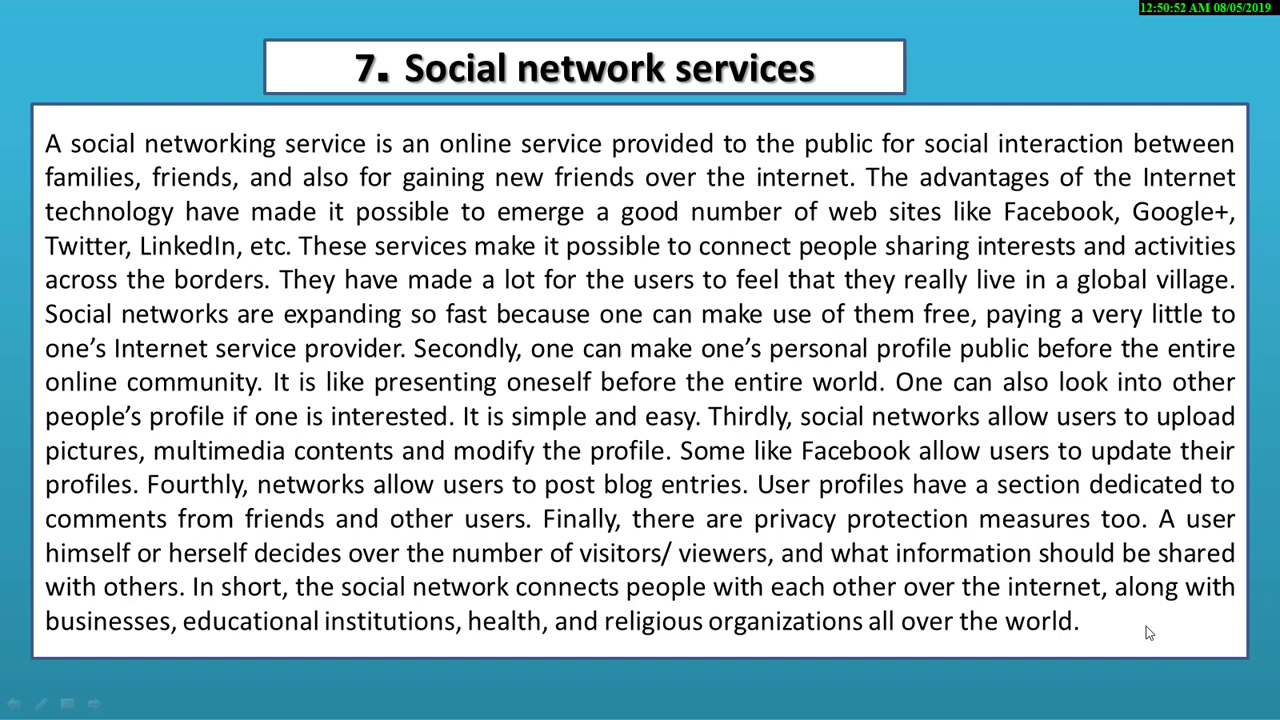 12:50:52 AM 08/05/2019
7. Social network services
A social networking service is an online service provided to the public for social interaction between
families, friends, and also for gaining new friends over the internet. The advantages of the Internet
technology have made it possible to emerge a good number of web sites like Facebook, Google+,
Twitter, LinkedIn, etc. These services make it possible to connect people sharing interests and activities
across the borders. They have made a lot for the users to feel that they really live in a global village.
Social networks are expanding so fast because one can make use of them free, paying a very little to
one’s Internet service provider. Secondly, one can make one’s personal profile public before the entire
online community. It is like presenting oneself before the entire world. One can also look into other
people’s profile if one is interested. It is simple and easy. Thirdly, social networks allow users to upload
pictures, multimedia contents and modify the profile. Some like Facebook allow users to update their
profiles. Fourthly, networks allow users to post blog entries. User profiles have a section dedicated to
comments from friends and other users. Finally, there are privacy protection measures too. A user
himself or herself decides over the number of visitors/ viewers, and what information should be shared
with others. In short, the social network connects people with each other over the internet, along with
businesses, educational institutions, health, and religious organizations all over the world.